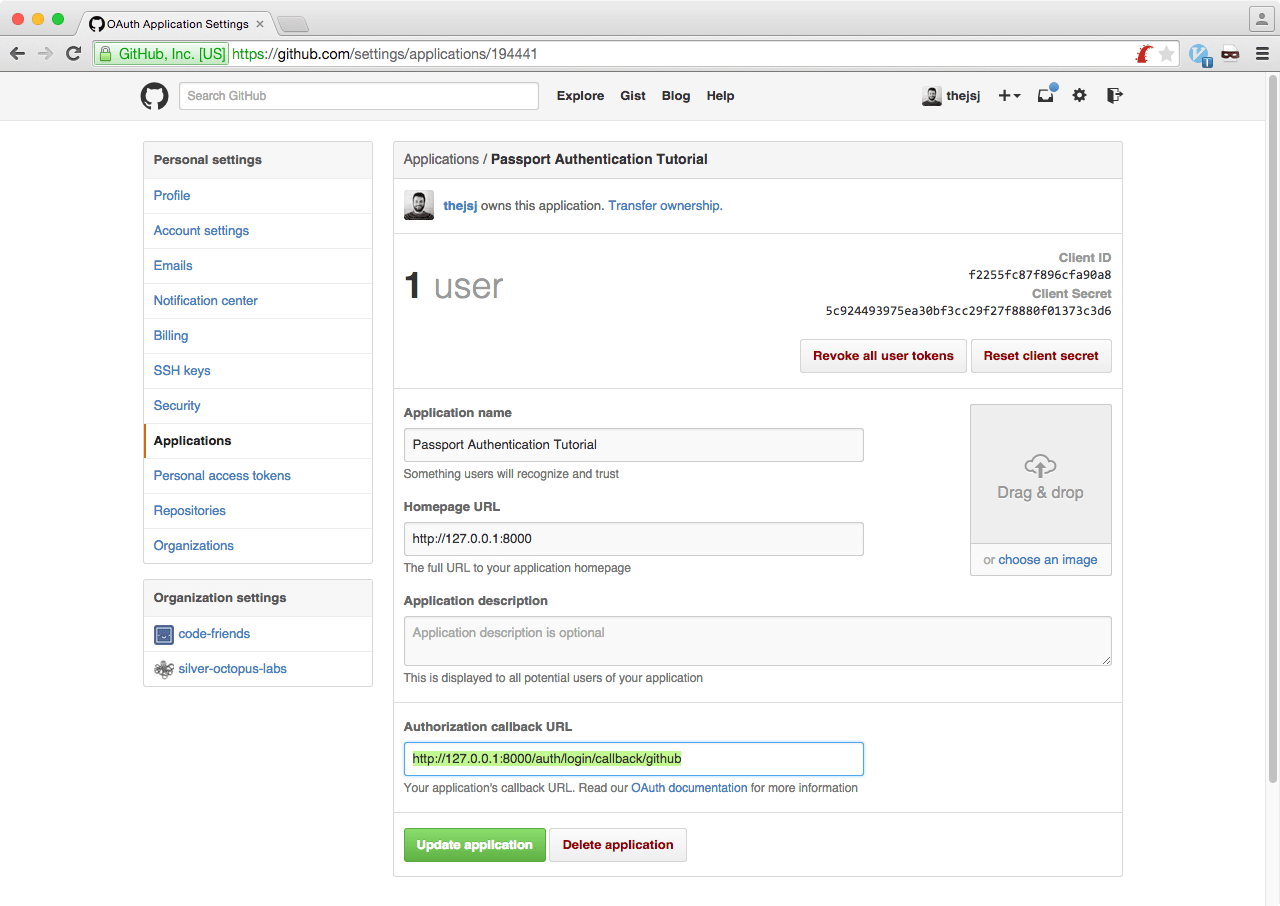 OAuth Application Settings
GitHub, Inc. [US] https://github.com/settings/applications/194441
Search GitHub
Explore Gist Blog Help
thejsj
Personal settings
Profile
Account settings
Emails
Notification center
Billing
SSH keys
Security
Applications
Personal access tokens
Repositories
Organizations
Organization settings
code-friends
silver-octopus-labs
Applications / Passport Authentication Tutorial
thejsj owns this application. Transfer ownership.
1 user
Client ID
f2255fc87f896cfa90a8
Client Secret
5c924493975ea30bf3cc29f27f8880f01373c3d6
Revoke all user tokens Reset client secret
Application name
Passport Authentication Tutorial
Something users will recognize and trust
Homepage URL
http://127.0.0.1:8000
The full URL to your application homepage
Drag & drop
or choose an image
Application description
Application description is optional
This is displayed to all potential users of your application
Authorization callback URL
http://127.0.0.1:8000/auth/login/callback/github
Your application's callback URL. Read our OAuth documentation for more information
Update application Delete application